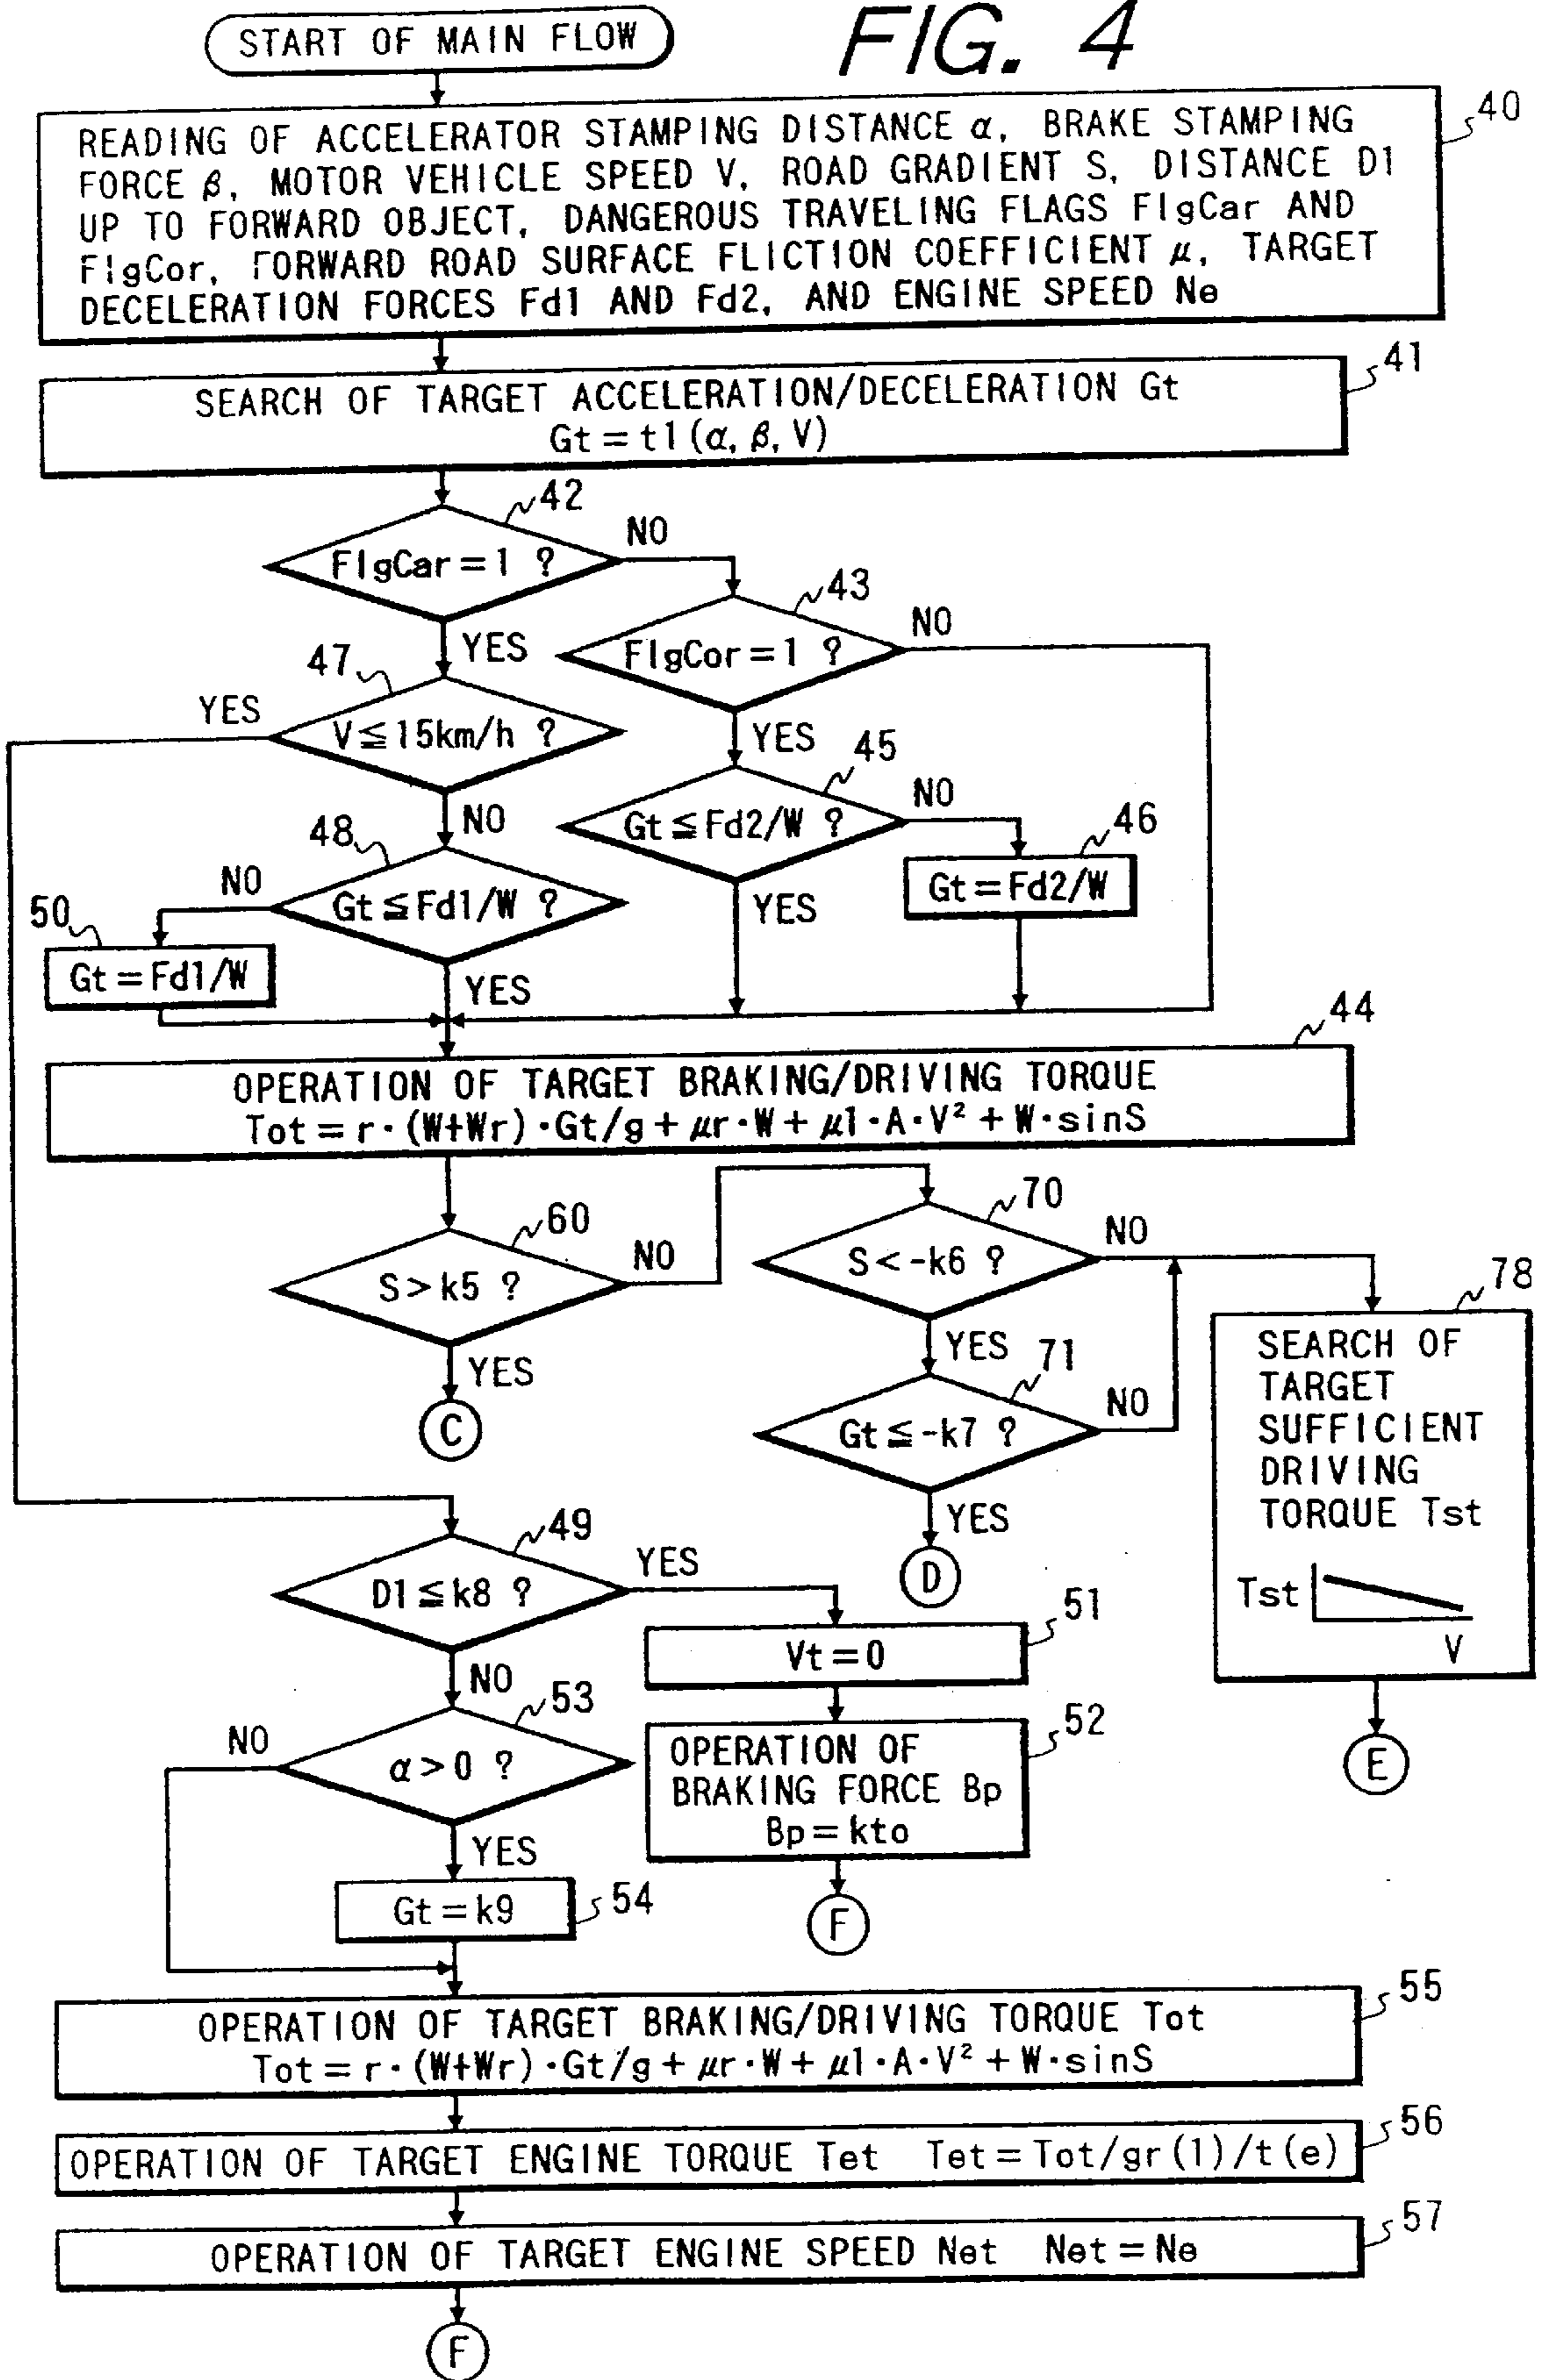 FIG. 4
START OF MAIN FLOW
READING OF ACCELERATOR STAMPING DISTANCE α, BRAKE STAMPING
FORCE β, MOTOR VEHICLE SPEED V, ROAD GRADIENT S, DISTANCE D1
UP TO FORWARD OBJECT, DANGEROUS TRAVELING FLAGS FlgCar AND
FlgCor, FORWARD ROAD SURFACE FLICTION COEFFICIENT μ, TARGET
DECELERATION FORCES Fd1 AND Fd2, AND ENGINE SPEED Ne
40
SEARCH OF TARGET ACCELERATION/DECELERATION Gt
Gt = t1 (α, β, V)
41
42
FlgCar = 1 ?
NO
YES
43
FlgCor = 1 ?
NO
YES
47
V ≦ 15km/h ?
YES
NO
45
Gt ≦ Fd2/W ?
NO
YES
46
Gt = Fd2/W
48
Gt ≦ Fd1/W ?
NO
YES
50
Gt = Fd1/W
44
OPERATION OF TARGET BRAKING/DRIVING TORQUE
Tot = r · (W+Wr) · Gt/g + μr · W + μl · A · V² + W · sinS
60
S > k5 ?
NO
YES
C
70
S < -k6 ?
NO
YES
71
Gt ≦ -k7 ?
NO
YES
D
78
SEARCH OF
TARGET
SUFFICIENT
DRIVING
TORQUE Tst
Tst
V
E
49
D1 ≦ k8 ?
YES
NO
51
Vt = 0
52
OPERATION OF
BRAKING FORCE Bp
Bp = kto
F
53
α > 0 ?
NO
YES
Gt = k9
54
55
OPERATION OF TARGET BRAKING/DRIVING TORQUE Tot
Tot = r · (W+Wr) · Gt/g + μr · W + μl · A · V² + W · sinS
56
OPERATION OF TARGET ENGINE TORQUE Tet Tet = Tot/gr (1) /t (e)
57
OPERATION OF TARGET ENGINE SPEED Net Net = Ne
F